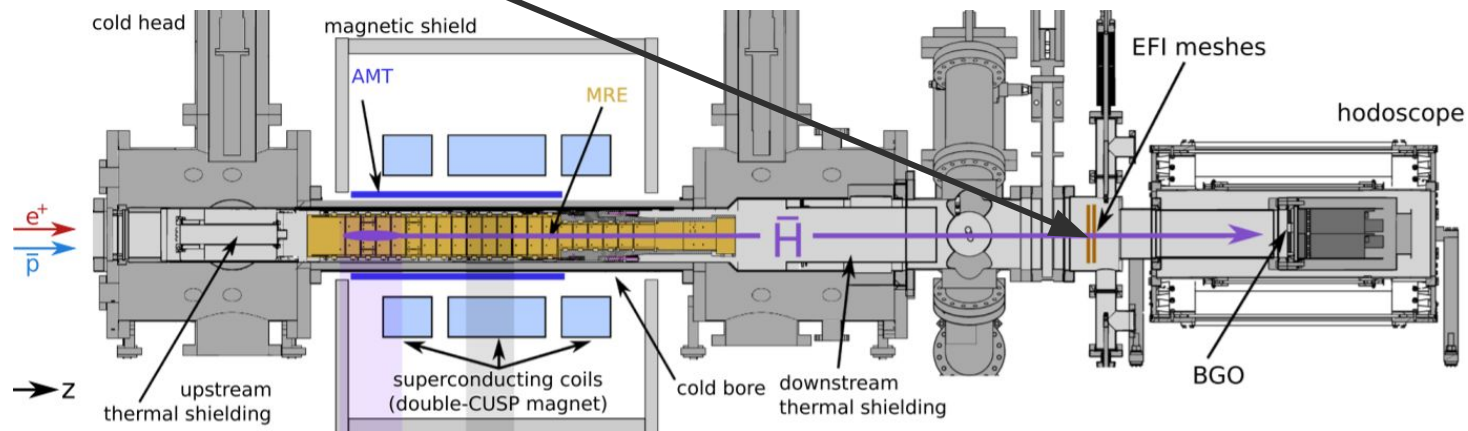 cold head
magnetic shield
AMT
MRE
EFI meshes
hodoscope
e⁺
p̄
H̄
z
upstream
thermal shielding
superconducting coils
(double-CUSP magnet)
cold bore
downstream
thermal shielding
BGO